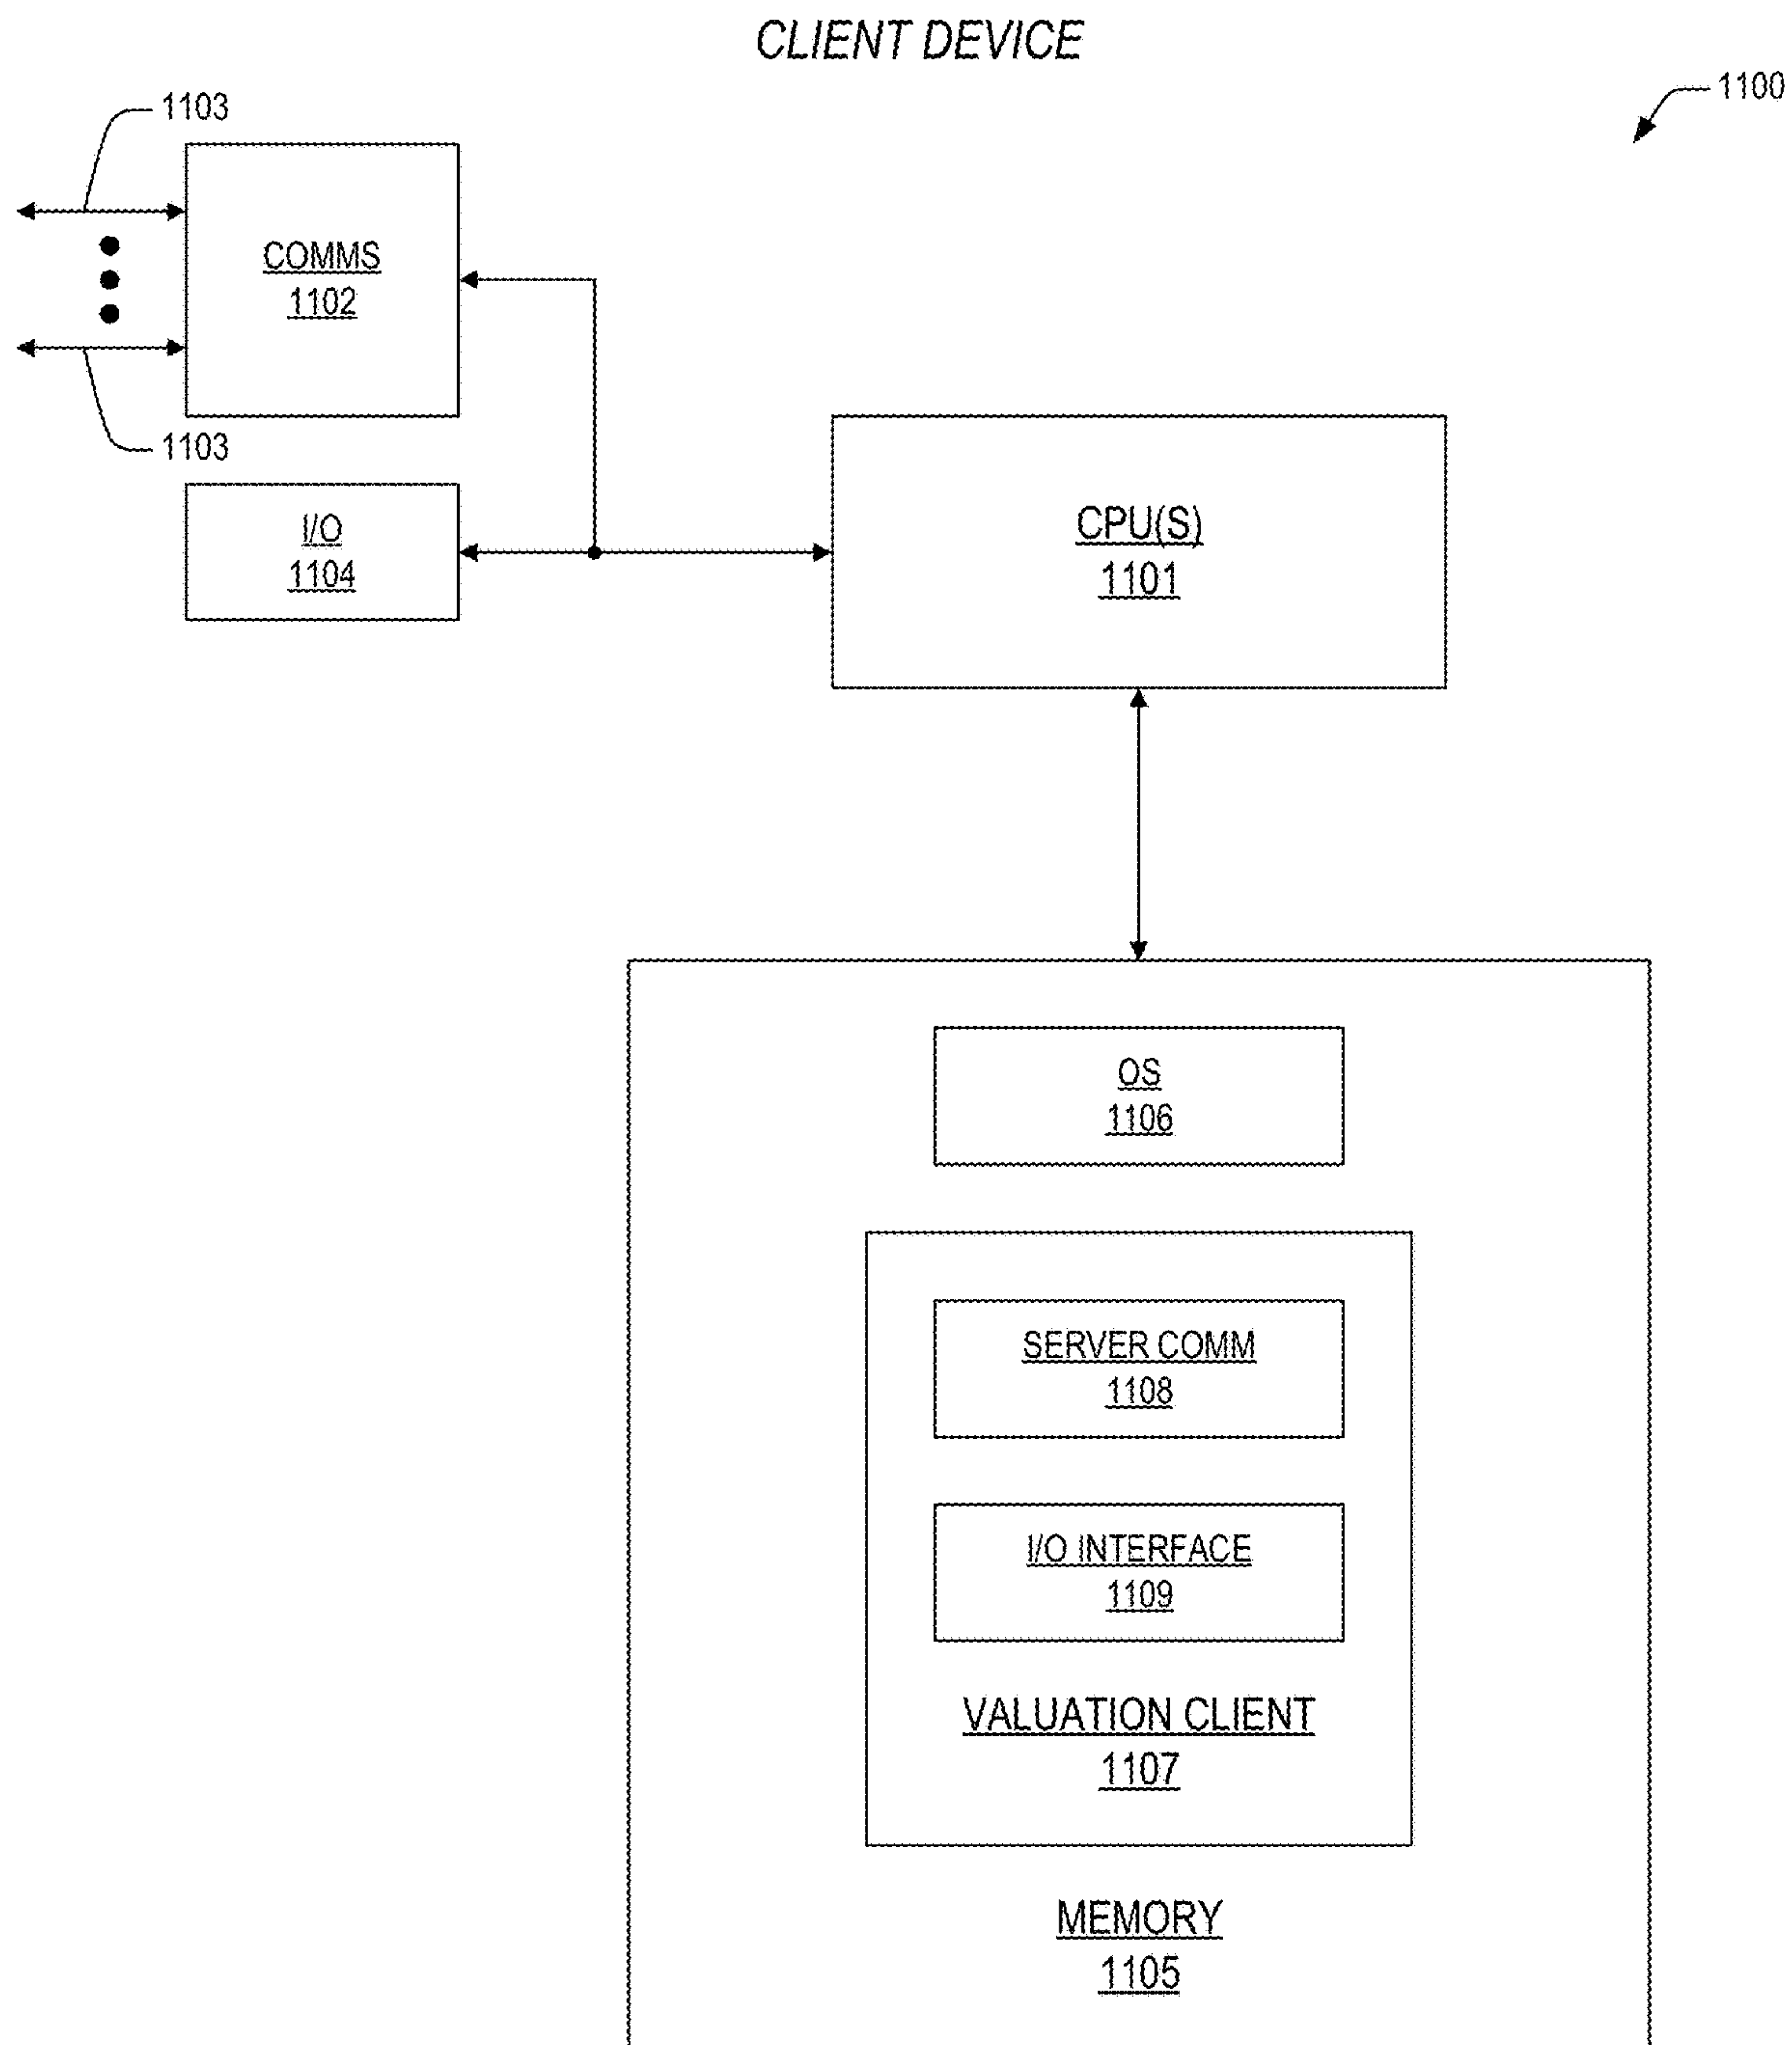 CLIENT DEVICE
1100
1103
COMMS
1102
1103
I/O
1104
CPU(S)
1101
OS
1106
SERVER COMM
1108
I/O INTERFACE
1109
VALUATION CLIENT
1107
MEMORY
1105